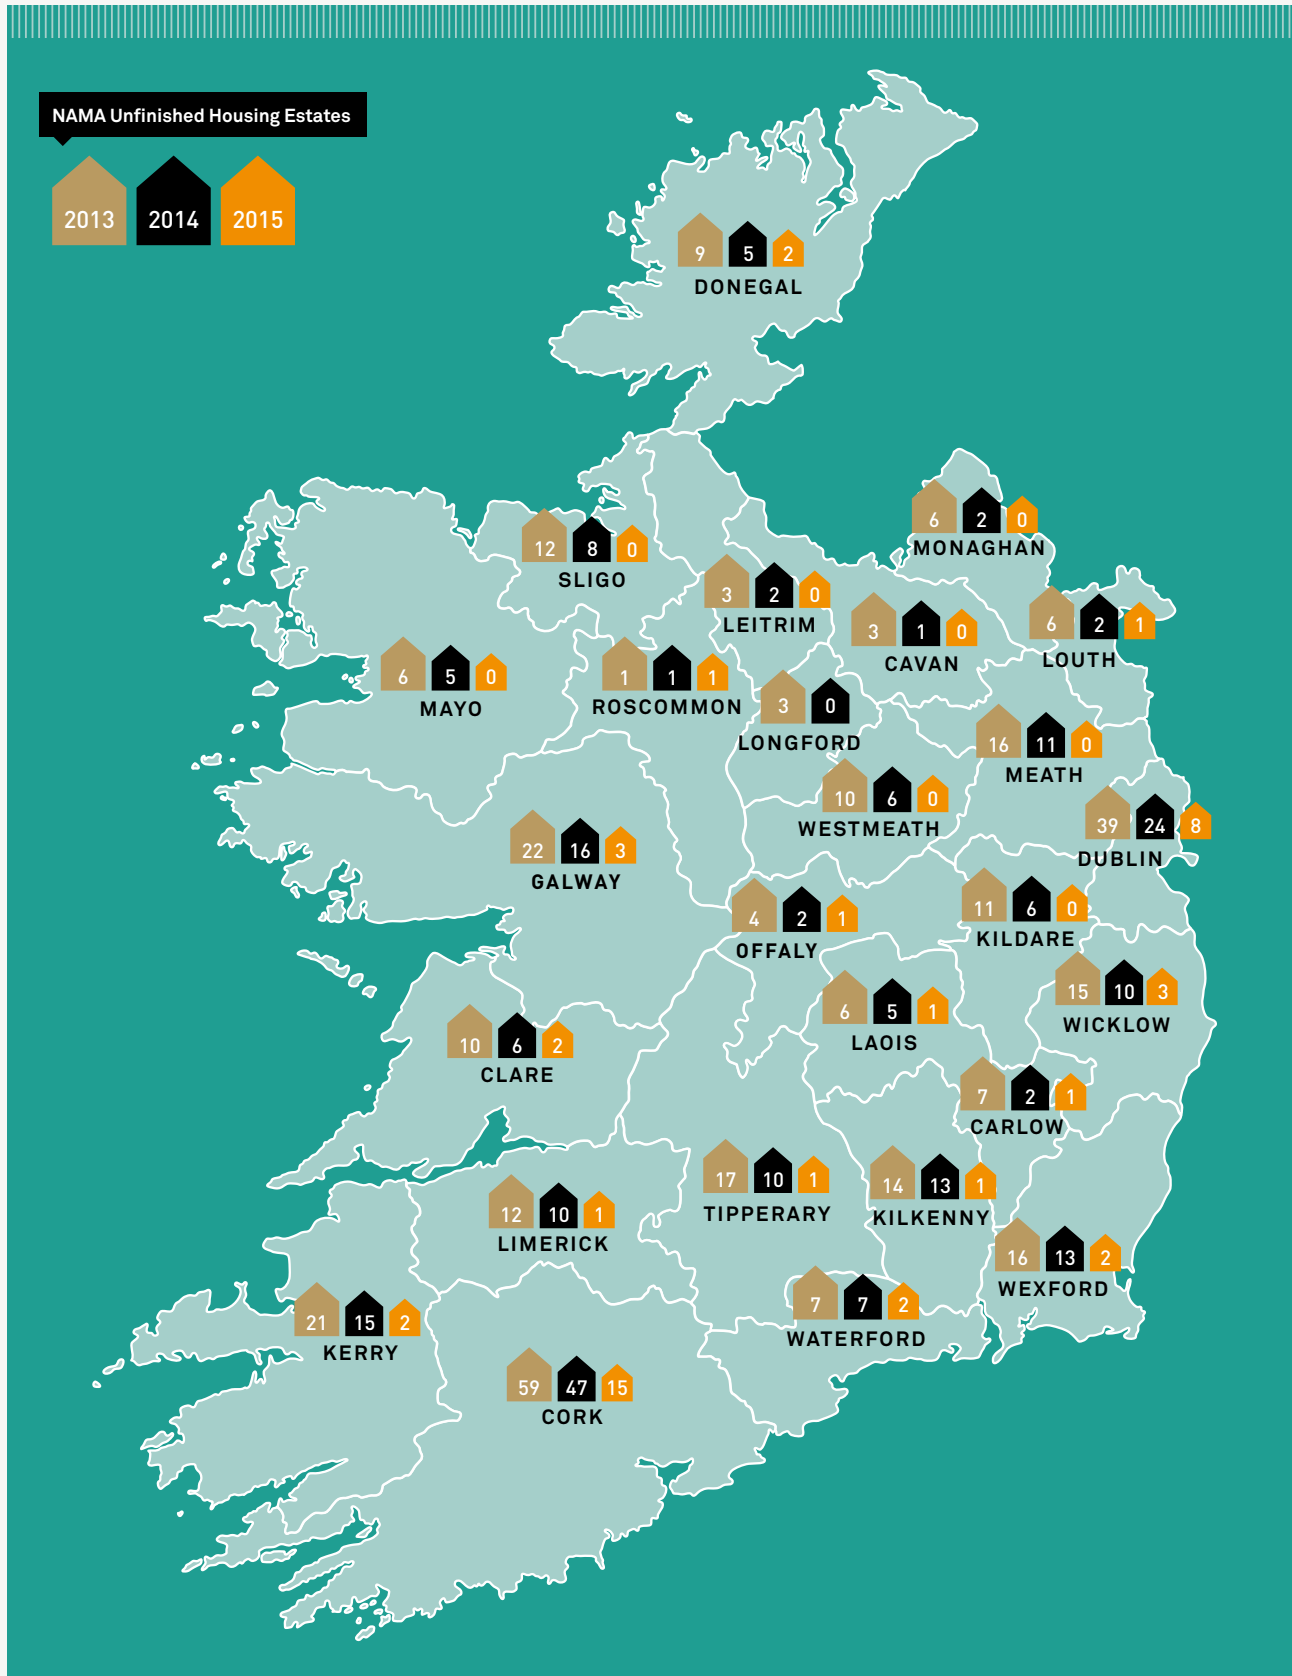 NAMA Unfinished Housing Estates
2013 2014 2015
9 5 2
DONEGAL
6 2 0
MONAGHAN
12 8 0
SLIGO
3 2 0
LEITRIM
3 1 0
CAVAN
6 2 1
LOUTH
6 5 0
MAYO
1 1 1
ROSCOMMON
3 0
LONGFORD
16 11 0
MEATH
10 6 0
WESTMEATH
39 24 8
DUBLIN
22 16 3
GALWAY
4 2 1
OFFALY
11 6 0
KILDARE
15 10 3
WICKLOW
6 5 1
LAOIS
10 6 2
CLARE
7 2 1
CARLOW
17 10 1
TIPPERARY
14 13 1
KILKENNY
12 10 1
LIMERICK
16 13 2
WEXFORD
7 7 2
WATERFORD
21 15 2
KERRY
59 47 15
CORK